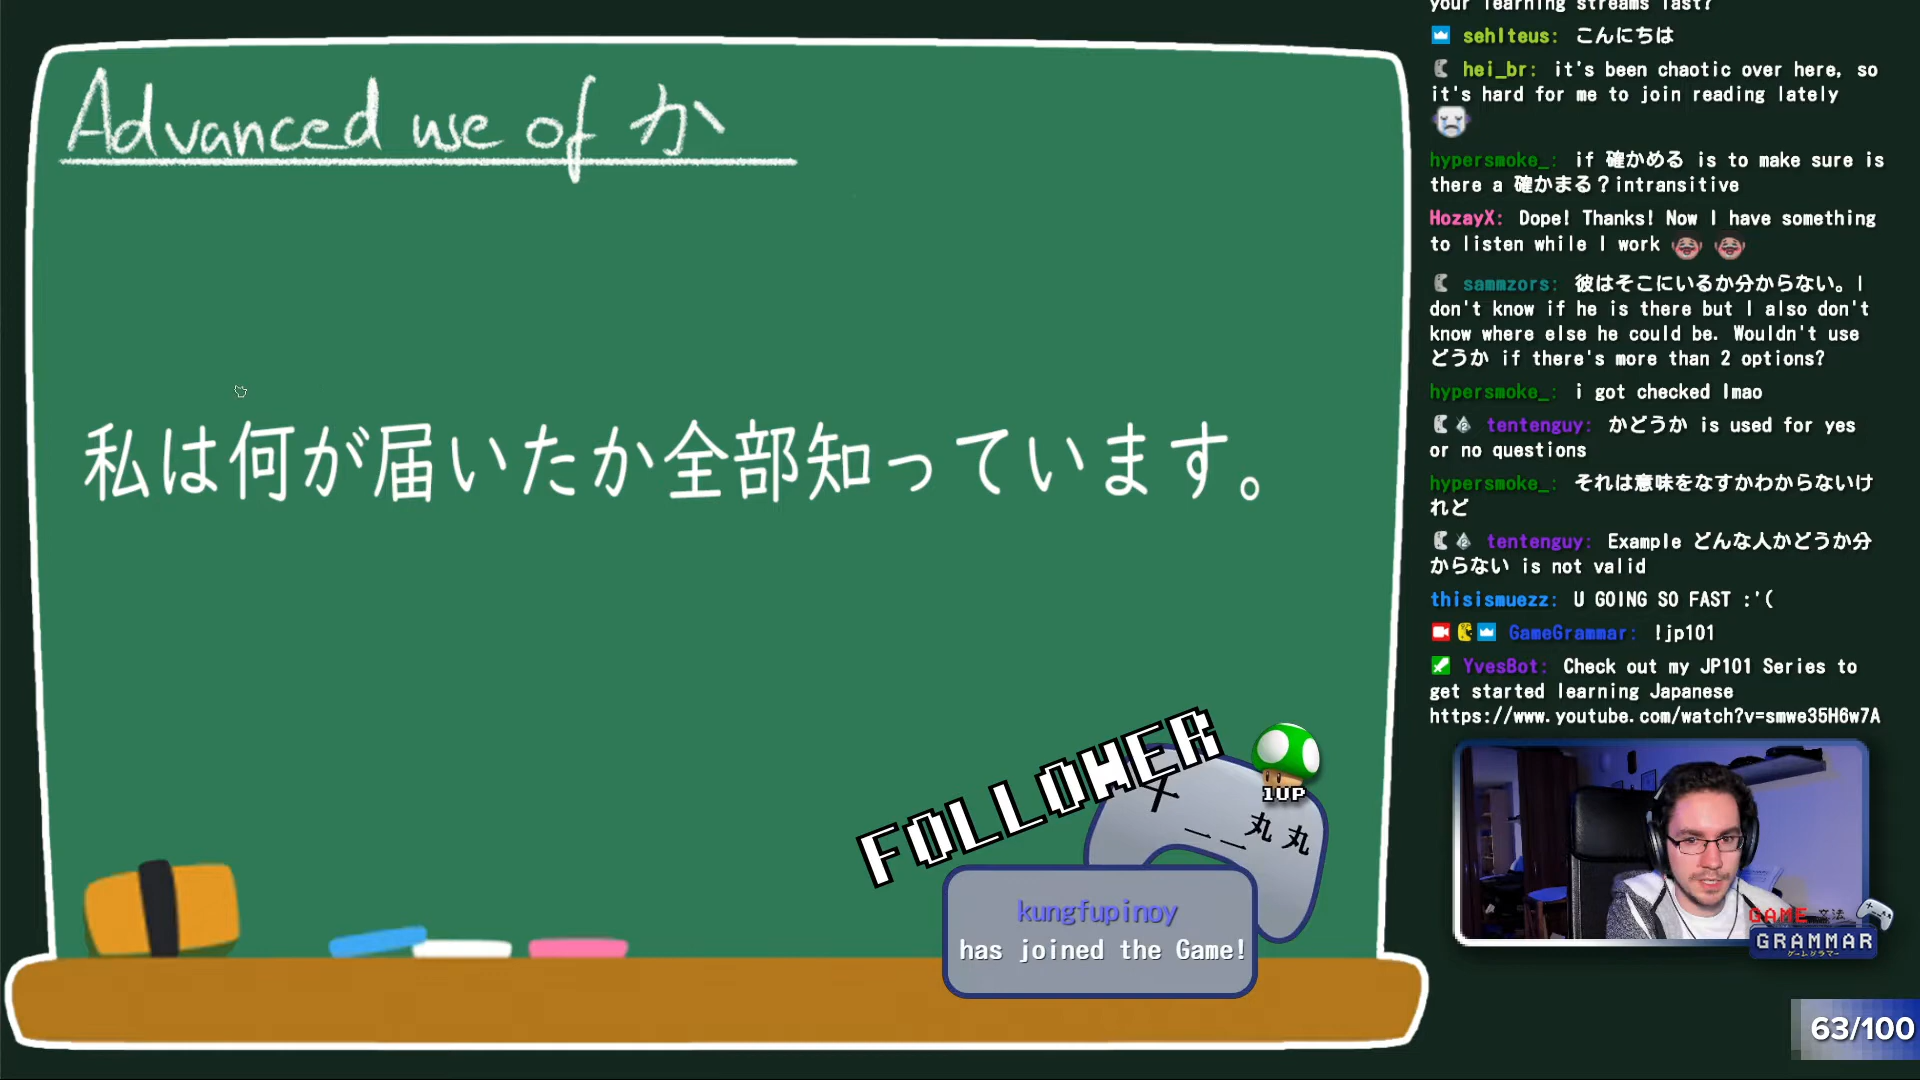 Advanced use of か
私は何が届いたか全部知っています。
your learning streams last?
sehlteus: こんにちは
hei_br: it's been chaotic over here, so
it's hard for me to join reading lately
hypersmoke_: if 確かめる is to make sure is
there a 確かまる？intransitive
HozayX: Dope! Thanks! Now I have something
to listen while I work
sammzors: 彼はそこにいるか分からない。I
don't know if he is there but I also don't
know where else he could be. Wouldn't use
どうか if there's more than 2 options?
hypersmoke_: i got checked lmao
tentenguy: かどうか is used for yes
or no questions
hypersmoke_: それは意味をなすかわからないけ
れど
tentenguy: Example どんな人かどうか分
からない is not valid
thisismuezz: U GOING SO FAST :'(
GameGrammar: !jp101
YvesBot: Check out my JP101 Series to
get started learning Japanese
https://www.youtube.com/watch?v=smwe35H6w7A
FOLLOWER
1UP
十
一 二 丸 丸
kungfupinoy
has joined the Game!
GAME 文法
GRAMMAR
ゲームグラマー
63/100